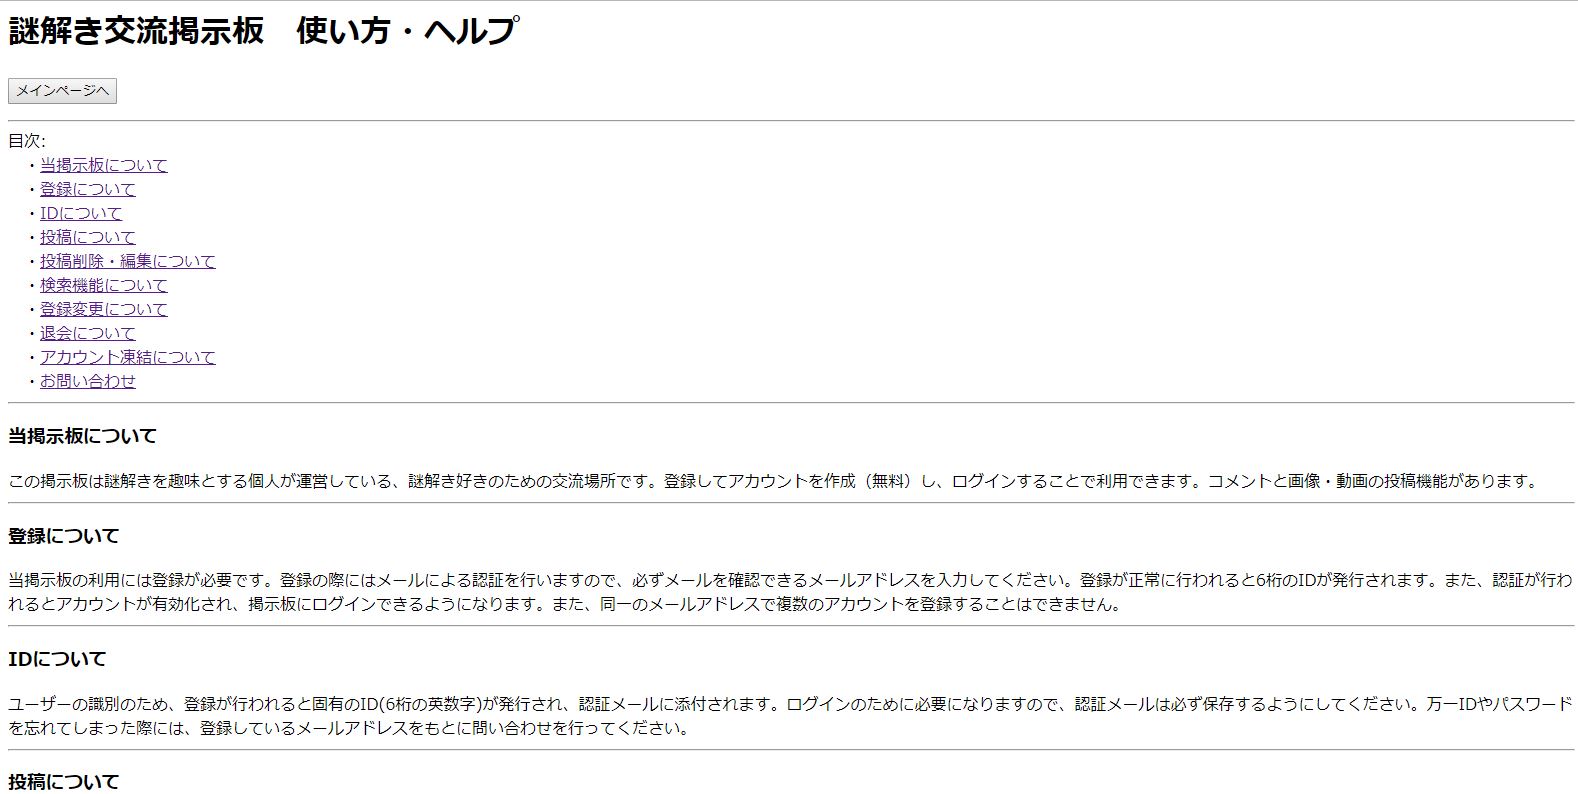 謎解き交流掲示板　使い方・ヘルプ
メインページへ
目次:
・当掲示板について
・登録について
・IDについて
・投稿について
・投稿削除・編集について
・検索機能について
・登録変更について
・退会について
・アカウント凍結について
・お問い合わせ
当掲示板について
この掲示板は謎解きを趣味とする個人が運営している、謎解き好きのための交流場所です。登録してアカウントを作成（無料）し、ログインすることで利用できます。コメントと画像・動画の投稿機能があります。
登録について
当掲示板の利用には登録が必要です。登録の際にはメールによる認証を行いますので、必ずメールを確認できるメールアドレスを入力してください。登録が正常に行われると6桁のIDが発行されます。また、認証が行わ
れるとアカウントが有効化され、掲示板にログインできるようになります。また、同一のメールアドレスで複数のアカウントを登録することはできません。
IDについて
ユーザーの識別のため、登録が行われると固有のID(6桁の英数字)が発行され、認証メールに添付されます。ログインのために必要になりますので、認証メールは必ず保存するようにしてください。万一IDやパスワード
を忘れてしまった際には、登録しているメールアドレスをもとに問い合わせを行ってください。
投稿について